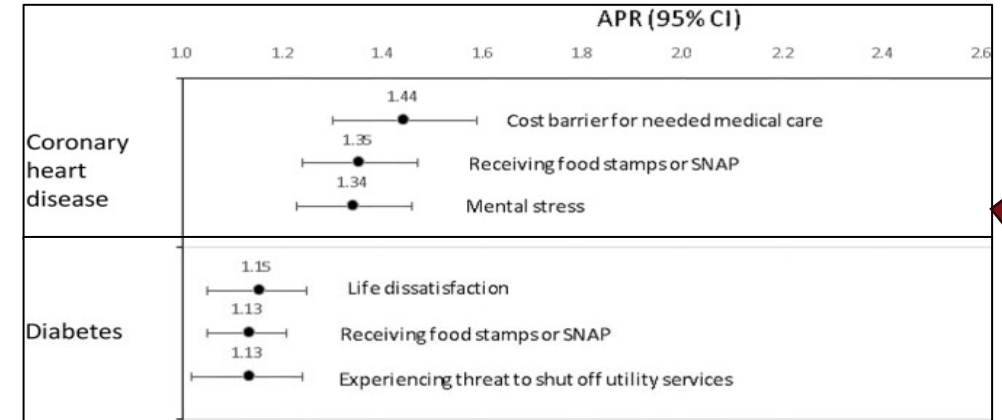 APR (95% CI)
1.0 1.2 1.4 1.6 1.8 2.0 2.2 2.4 2.6
Coronary
heart
disease
1.44
Cost barrier for needed medical care
1.35
Receiving food stamps or SNAP
1.34
Mental stress
Diabetes
1.15
Life dissatisfaction
1.13
Receiving food stamps or SNAP
1.13
Experiencing threat to shut off utility services